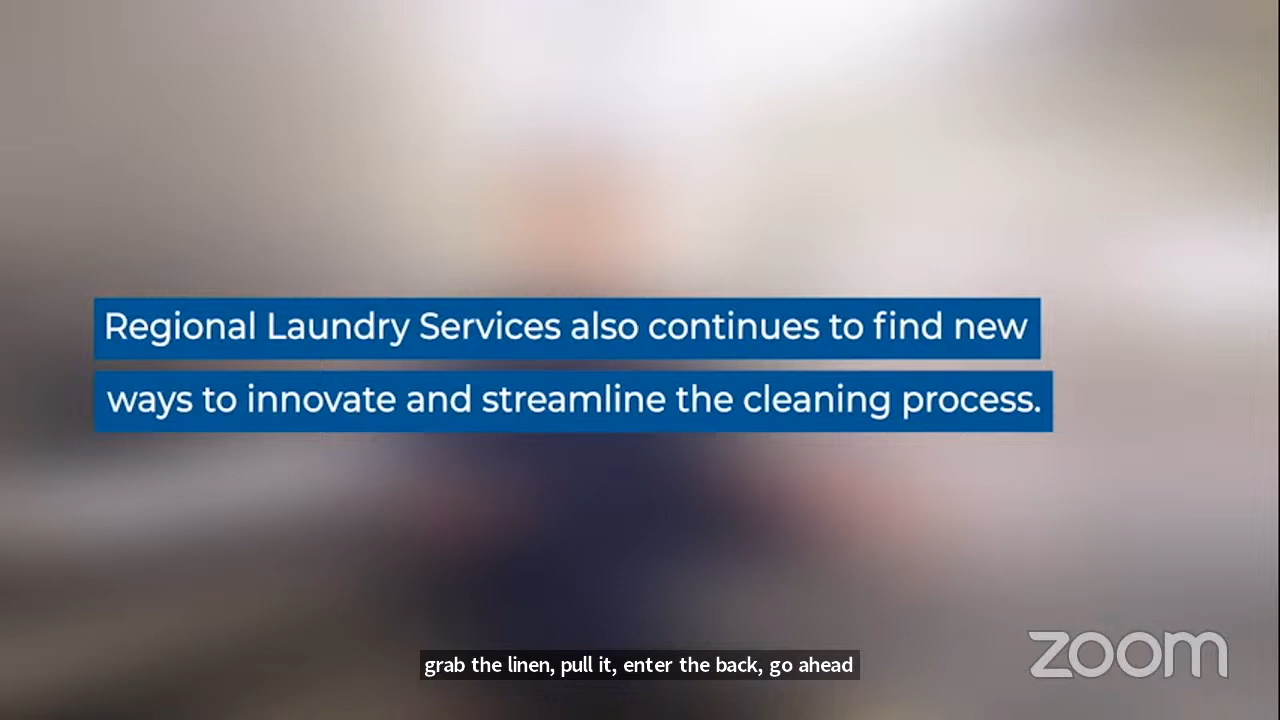 Regional Laundry Services also continues to find new
ways to innovate and streamline the cleaning process.
grab the linen, pull it, enter the back, go ahead
zoom